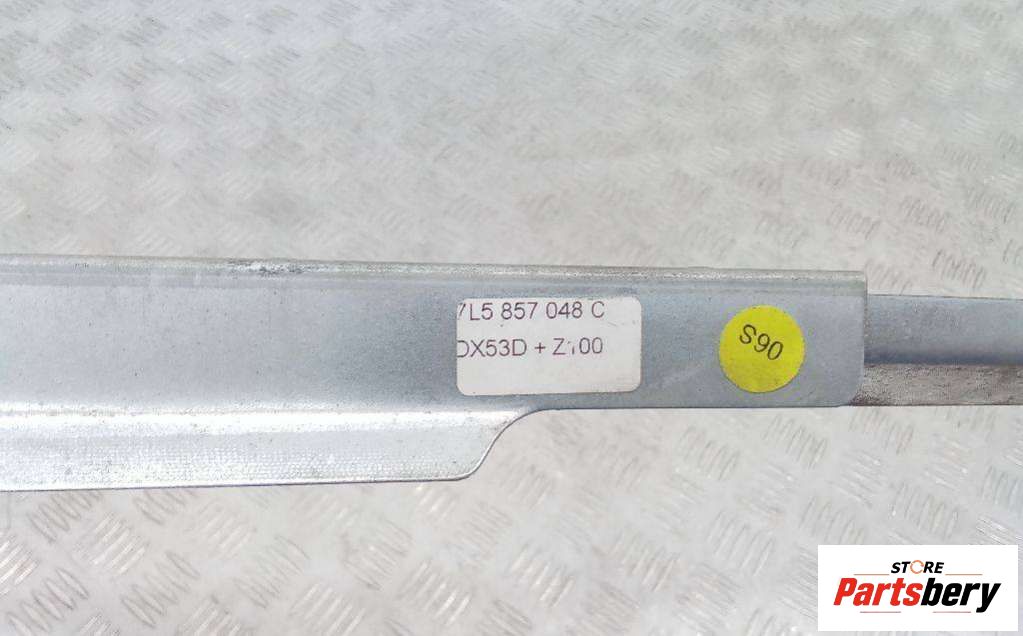 7L5 857 048 C
DX53D + Z100
S90
STORE
Partsbery